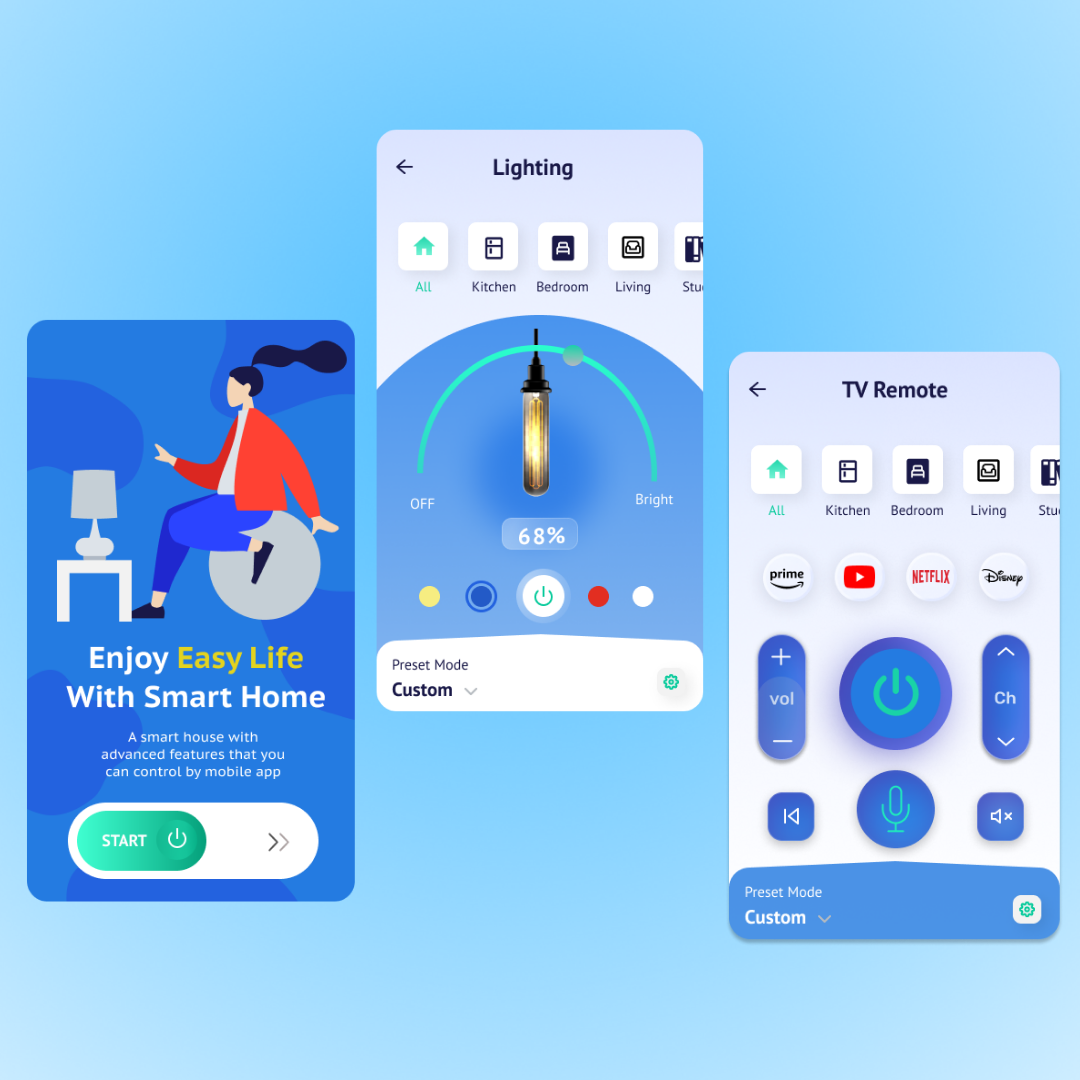 Enjoy Easy Life
With Smart Home
A smart house with
advanced features that you
can control by mobile app
START
Lighting
All Kitchen Bedroom Living
OFF
Bright
68%
Preset Mode
Custom
TV Remote
All Kitchen Bedroom Living
prime NETFLIX Disney
vol Ch
Preset Mode
Custom